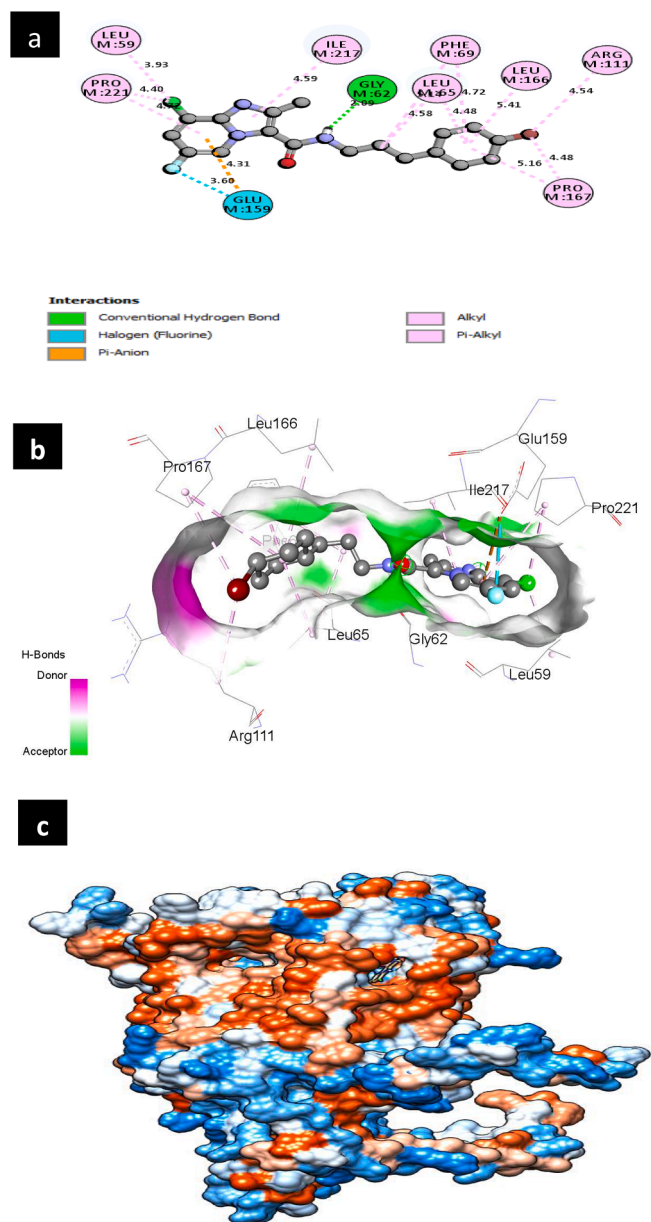 a
LEU
M:59
3.93
PRO
M:221
4.40
ILE
M:217
4.59
GLY
M:62
PHE
M:69
LEU
M:65
4.72
4.48
4.58
LEU
M:166
5.41
ARG
M:111
4.54
5.16
4.48
PRO
M:167
4.31
3.60
GLU
M:159
Interactions
Conventional Hydrogen Bond
Halogen (Fluorine)
Pi-Anion
Alkyl
Pi-Alkyl
b
Leu166
Pro167
Glu159
Ile217
Pro221
Leu65
Gly62
Leu59
Arg111
H-Bonds
Donor
Acceptor
c